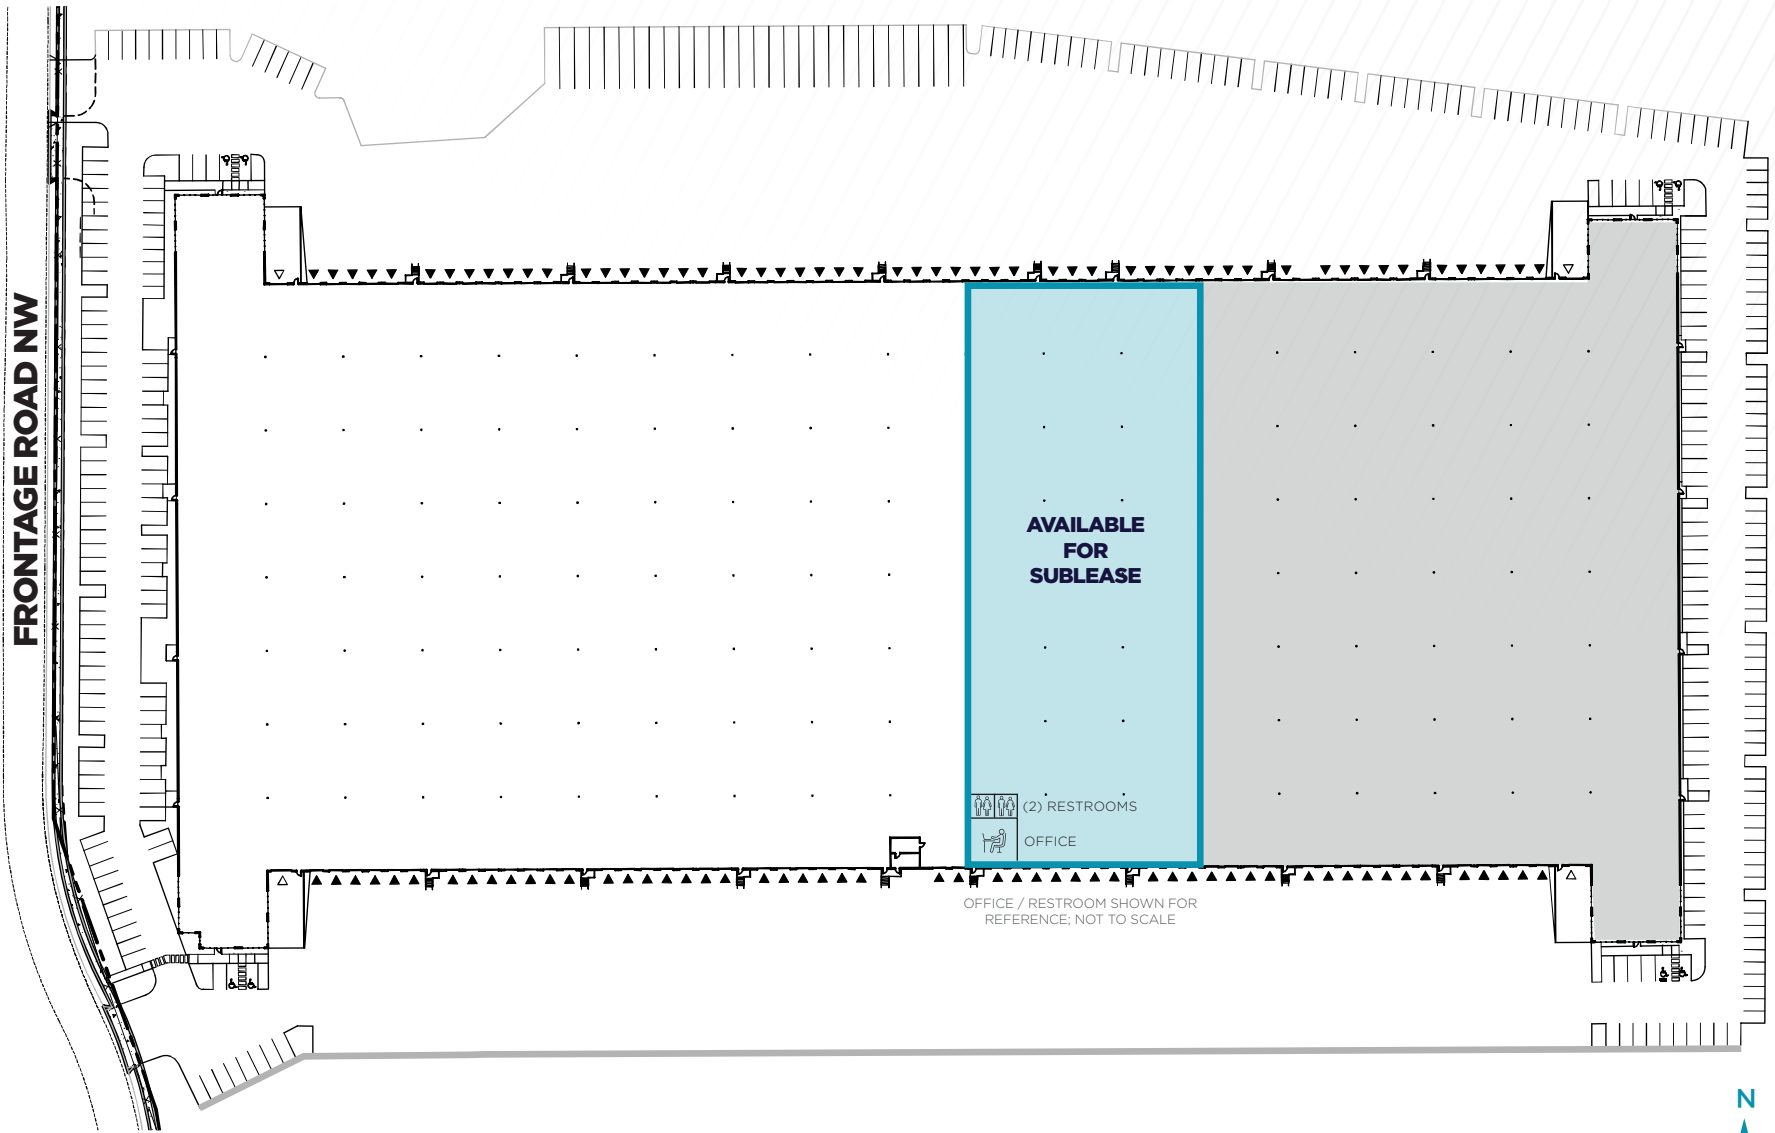 FRONTAGE ROAD NW
AVAILABLE
FOR
SUBLEASE
(2) RESTROOMS
OFFICE
OFFICE / RESTROOM SHOWN FOR
REFERENCE; NOT TO SCALE
N